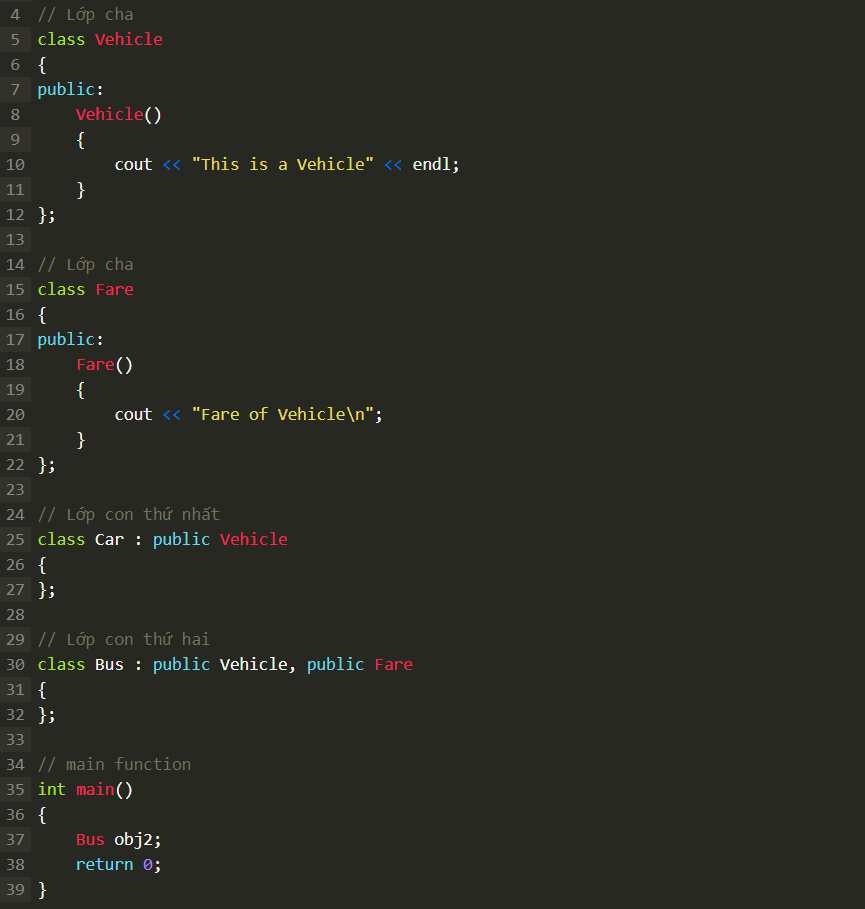 4 // Lớp cha
5 class Vehicle
6 {
7 public:
8     Vehicle()
9     {
10         cout << "This is a Vehicle" << endl;
11     }
12 };
13
14 // Lớp cha
15 class Fare
16 {
17 public:
18     Fare()
19     {
20         cout << "Fare of Vehicle\n";
21     }
22 };
23
24 // Lớp con thứ nhất
25 class Car : public Vehicle
26 {
27 };
28
29 // Lớp con thứ hai
30 class Bus : public Vehicle, public Fare
31 {
32 };
33
34 // main function
35 int main()
36 {
37     Bus obj2;
38     return 0;
39 }